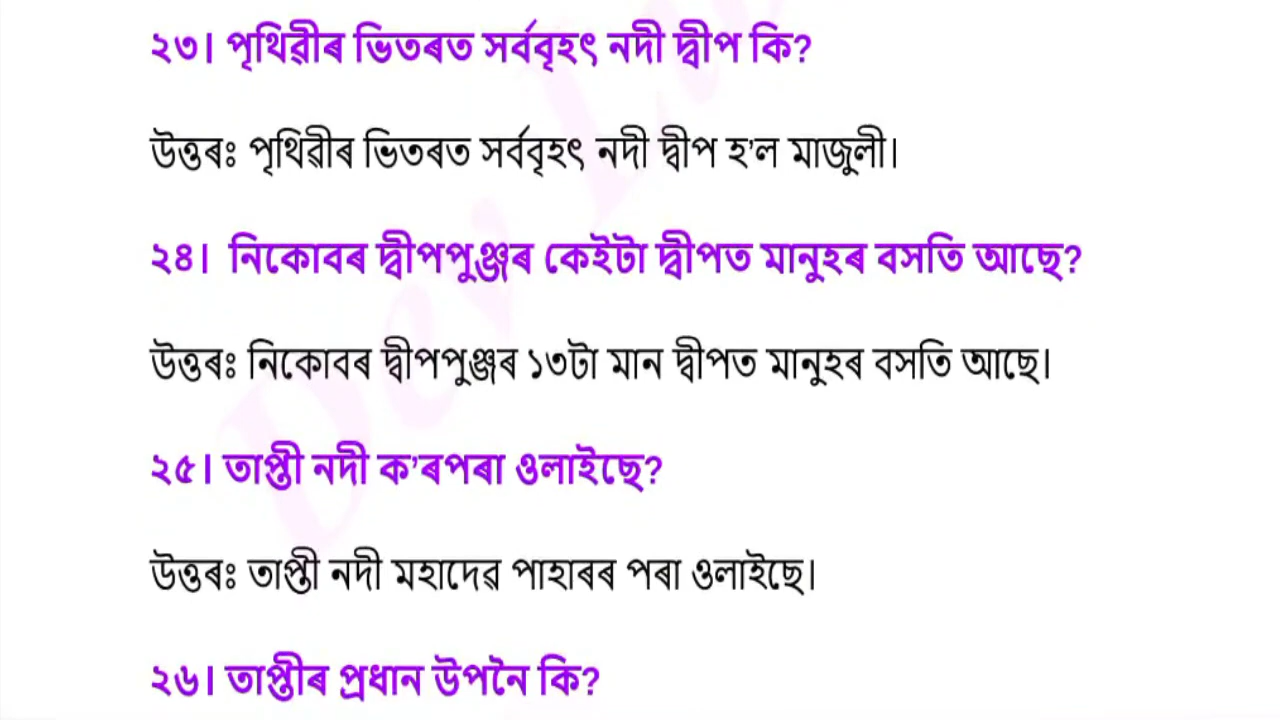 ২৩। পৃথিৱীৰ ভিতৰত সৰ্ববৃহৎ নদী দ্বীপ কি?
উত্তৰঃ পৃথিৱীৰ ভিতৰত সৰ্ববৃহৎ নদী দ্বীপ হ’ল মাজুলী।
২৪। নিকোবৰ দ্বীপপুঞ্জৰ কেইটা দ্বীপত মানুহৰ বসতি আছে?
উত্তৰঃ নিকোবৰ দ্বীপপুঞ্জৰ ১৩টা মান দ্বীপত মানুহৰ বসতি আছে।
২৫। তাপ্তী নদী ক’ৰপৰা ওলাইছে?
উত্তৰঃ তাপ্তী নদী মহাদেৱ পাহাৰৰ পৰা ওলাইছে।
২৬। তাপ্তীৰ প্ৰধান উপনৈ কি?